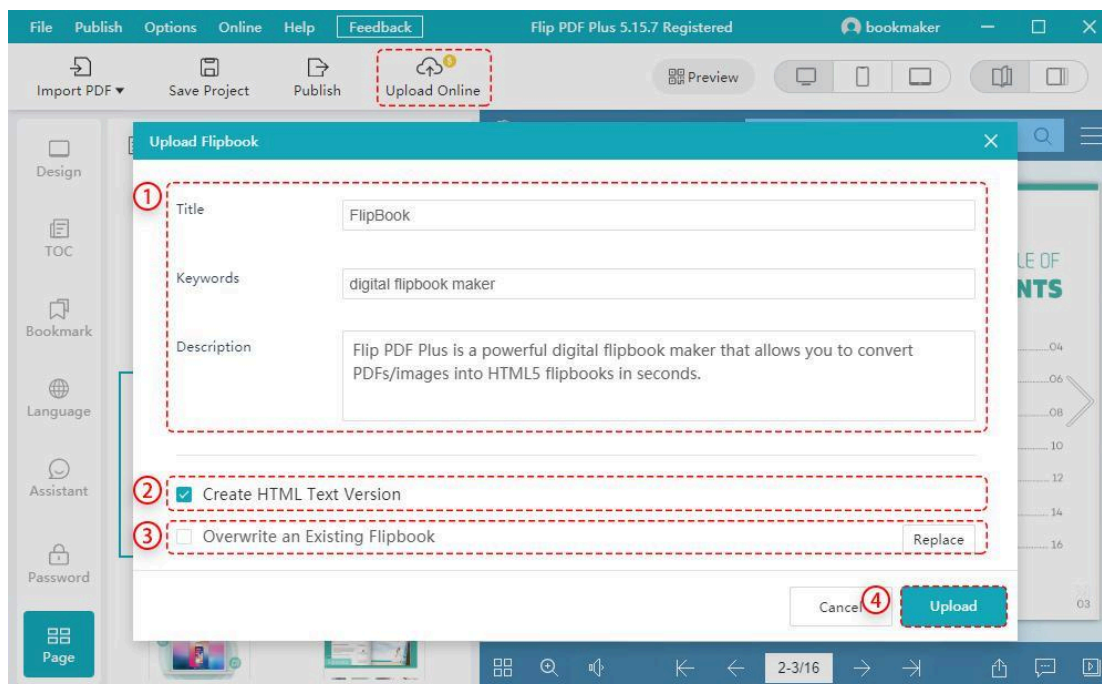 File Publish Options Online Help Feedback Flip PDF Plus 5.15.7 Registered bookmaker
Import PDF Save Project Publish Upload Online Preview
Upload Flipbook
Design
TOC
Bookmark
Language
Assistant
Password
Page
1
Title
FlipBook
Keywords
digital flipbook maker
Description
Flip PDF Plus is a powerful digital flipbook maker that allows you to convert
PDFs/images into HTML5 flipbooks in seconds.
2 Create HTML Text Version
3 Overwrite an Existing Flipbook Replace
Cancel 4 Upload
LE OF
NTS
04
06
08
10
12
14
16
03
2-3/16